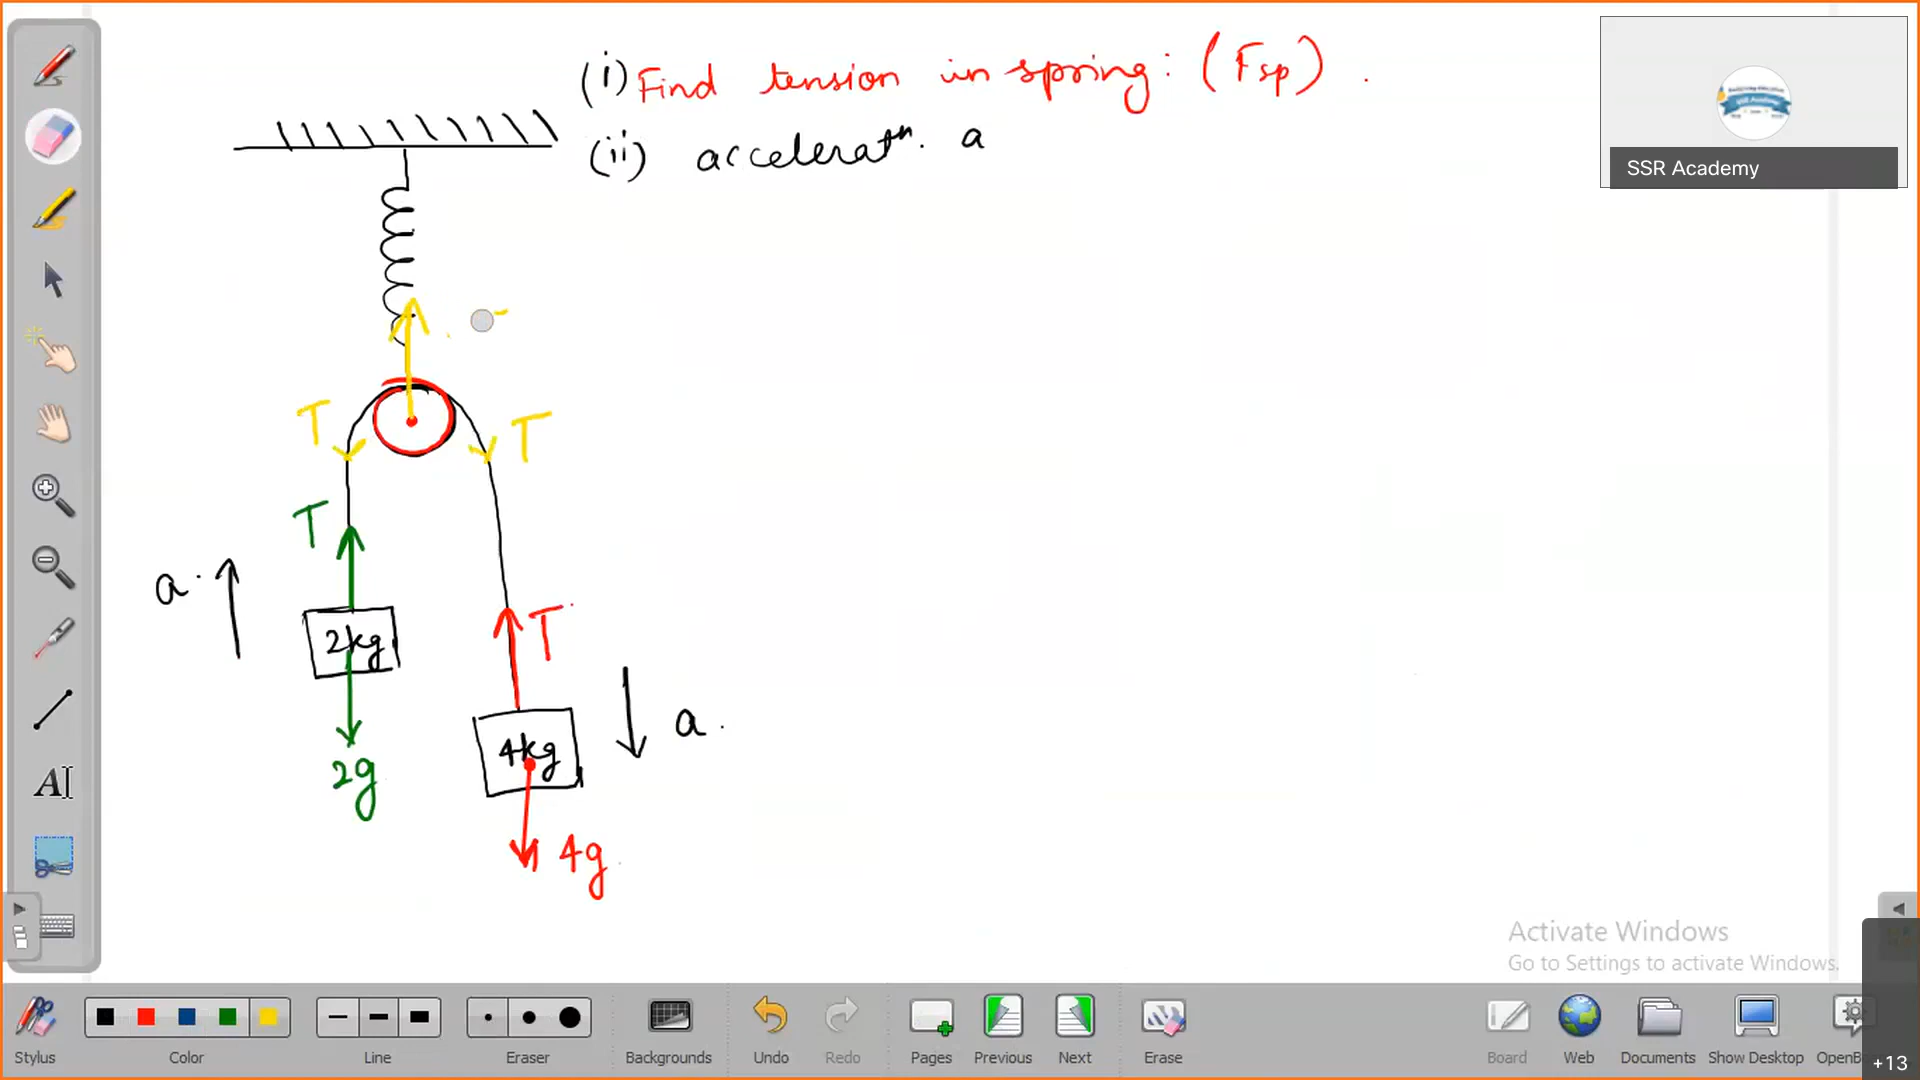 (i) Find tension in spring: (Fsp).
(ii) acceleratn. a
SSR Academy
T
T
T
a.
2kg
T
2g
4kg
a.
4g
Activate Windows
Go to Settings to activate Windows.
Stylus
Color
Line
Eraser
Backgrounds
Undo
Redo
Pages
Previous
Next
Erase
Board
Web
Documents
Show Desktop
OpenB
+13